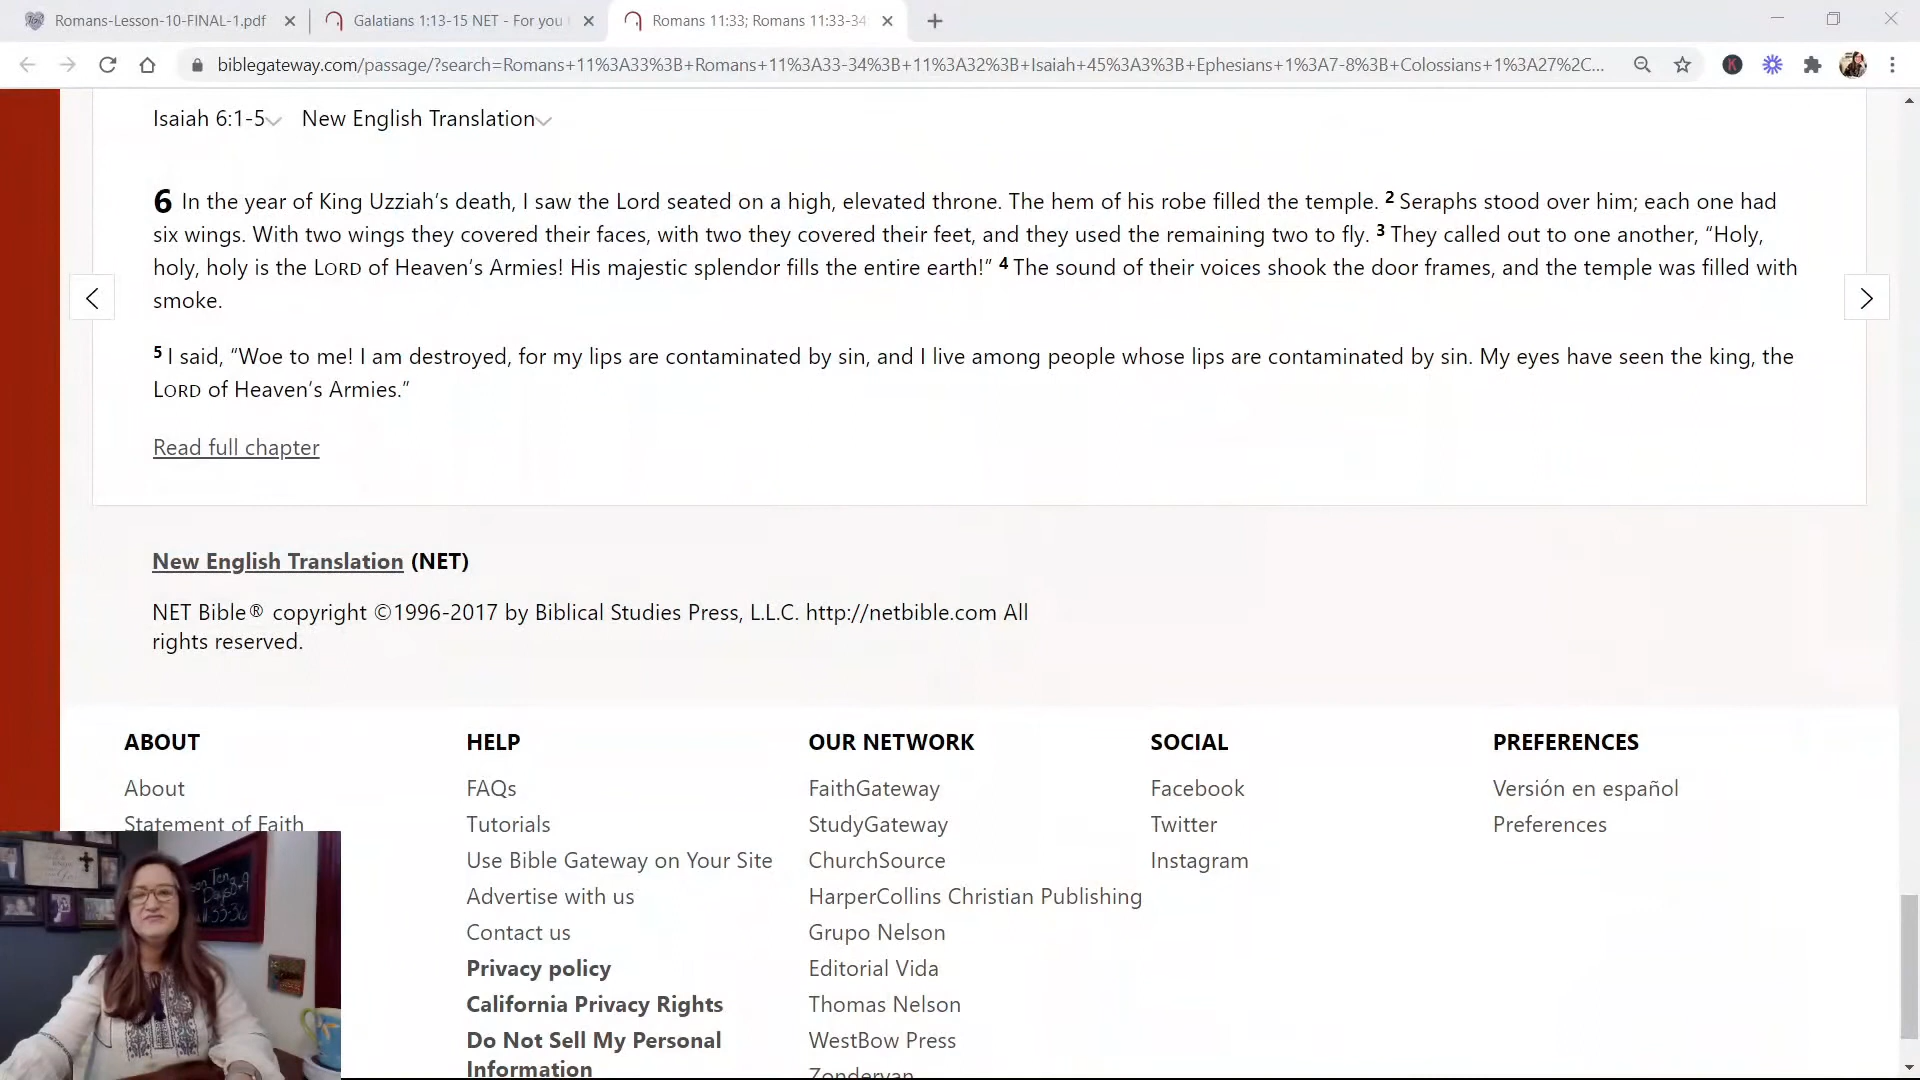 Romans-Lesson-10-FINAL-1.pdf
Galatians 1:13-15 NET - For you
Romans 11:33; Romans 11:33-34
biblegateway.com/passage/?search=Romans+11%3A33%3B+Romans+11%3A33-34%3B+11%3A32%3B+Isaiah+45%3A3%3B+Ephesians+1%3A7-8%3B+Colossians+1%3A27%2C...
Isaiah 6:1-5 New English Translation
6 In the year of King Uzziah’s death, I saw the Lord seated on a high, elevated throne. The hem of his robe filled the temple. 2 Seraphs stood over him; each one had
six wings. With two wings they covered their faces, with two they covered their feet, and they used the remaining two to fly. 3 They called out to one another, “Holy,
holy, holy is the LORD of Heaven’s Armies! His majestic splendor fills the entire earth!” 4 The sound of their voices shook the door frames, and the temple was filled with
smoke.
5 I said, “Woe to me! I am destroyed, for my lips are contaminated by sin, and I live among people whose lips are contaminated by sin. My eyes have seen the king, the
LORD of Heaven’s Armies.”
Read full chapter
New English Translation (NET)
NET Bible® copyright ©1996-2017 by Biblical Studies Press, L.L.C. http://netbible.com All
rights reserved.
ABOUT
About
Statement of Faith
HELP
FAQs
Tutorials
Use Bible Gateway on Your Site
Advertise with us
Contact us
Privacy policy
California Privacy Rights
Do Not Sell My Personal
Information
OUR NETWORK
FaithGateway
StudyGateway
ChurchSource
HarperCollins Christian Publishing
Grupo Nelson
Editorial Vida
Thomas Nelson
WestBow Press
Zondervan
SOCIAL
Facebook
Twitter
Instagram
PREFERENCES
Versión en español
Preferences
Ten
Days 8+9
33-36